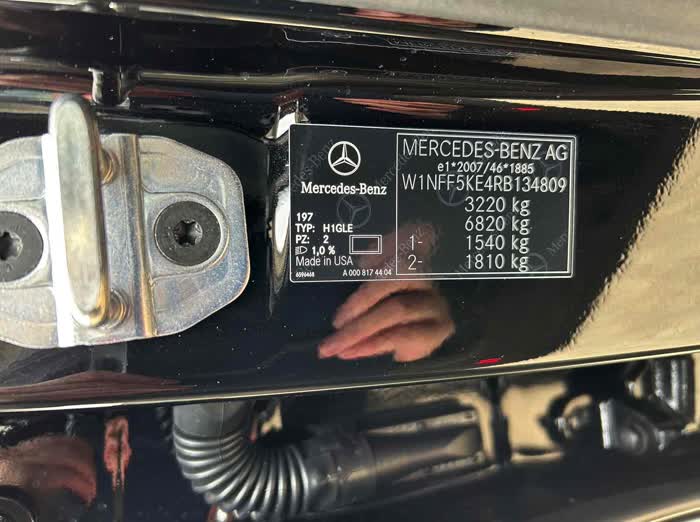 Mercedes-Benz
197
TYP: H1GLE
PZ: 2
1,0 %
Made in USA
6596468
A 000 817 44 04
MERCEDES-BENZ AG
e1*2007/46*1885
W1NFF5KE4RB134809
3220 kg
6820 kg
1- 1540 kg
2- 1810 kg